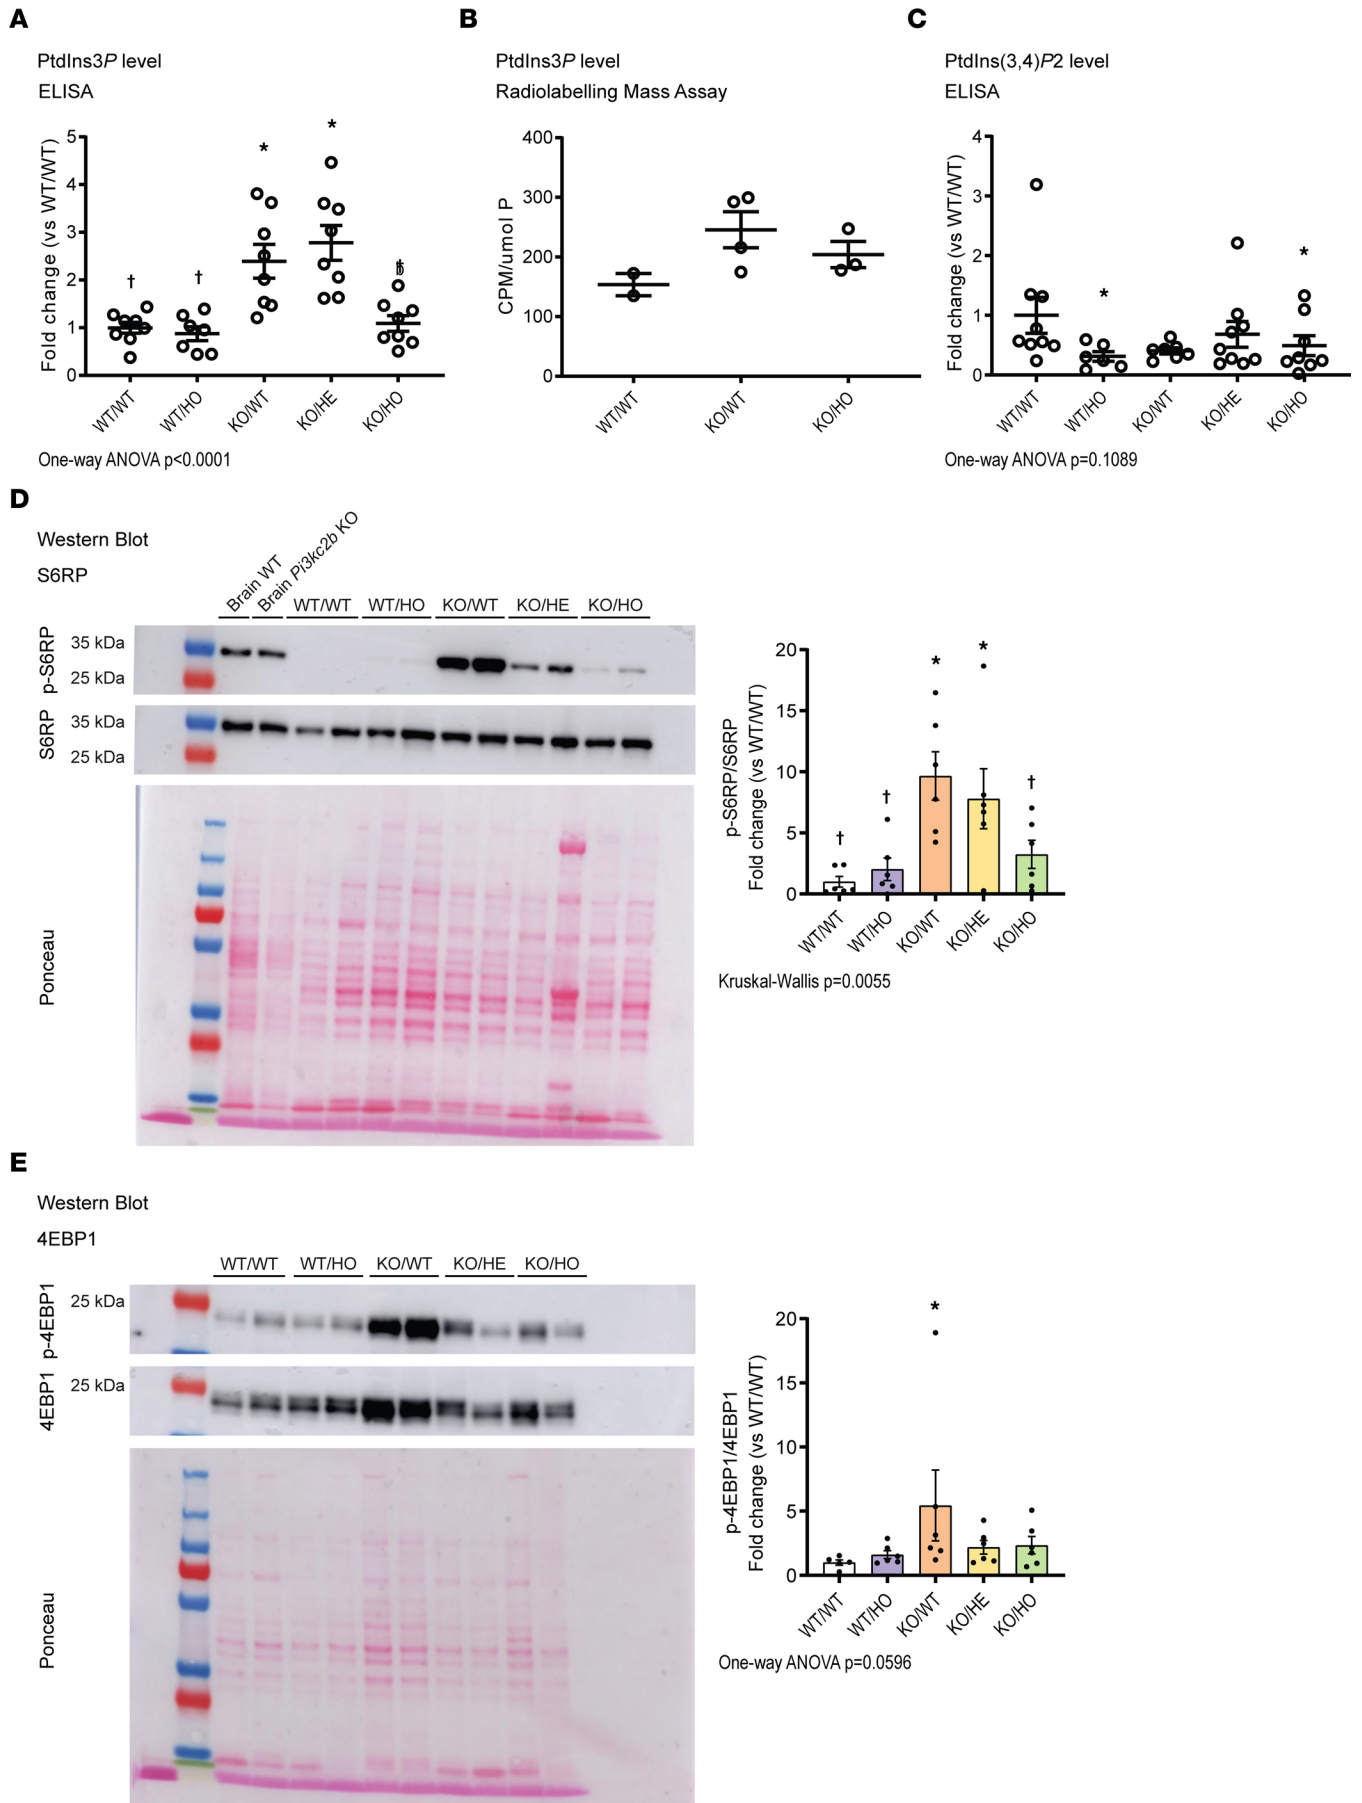 A
PtdIns3P level
ELISA
Fold change (vs WT/WT)
5
4
3
2
1
0
*
*
†
†
WT/WT
WT/HO
KO/WT
KO/HE
KO/HO
One-way ANOVA p<0.0001
B
PtdIns3P level
Radiolabelling Mass Assay
CPM/umol P
400
300
200
100
0
WT/WT
KO/WT
KO/HO
C
PtdIns(3,4)P2 level
ELISA
Fold change (vs WT/WT)
4
3
2
1
0
*
*
WT/WT
WT/HO
KO/WT
KO/HE
KO/HO
One-way ANOVA p=0.1089
D
Western Blot
S6RP
Brain WT
Brain Pi3kc2b KO
WT/WT
WT/HO
KO/WT
KO/HE
KO/HO
p-S6RP
35 kDa
25 kDa
S6RP
35 kDa
25 kDa
Ponceau
p-S6RP/S6RP
Fold change (vs WT/WT)
20
15
10
5
0
†
†
*
*
†
WT/WT
WT/HO
KO/WT
KO/HE
KO/HO
Kruskal-Wallis p=0.0055
E
Western Blot
4EBP1
WT/WT
WT/HO
KO/WT
KO/HE
KO/HO
p-4EBP1
25 kDa
4EBP1
25 kDa
Ponceau
p-4EBP1/4EBP1
Fold change (vs WT/WT)
20
15
10
5
0
*
WT/WT
WT/HO
KO/WT
KO/HE
KO/HO
One-way ANOVA p=0.0596